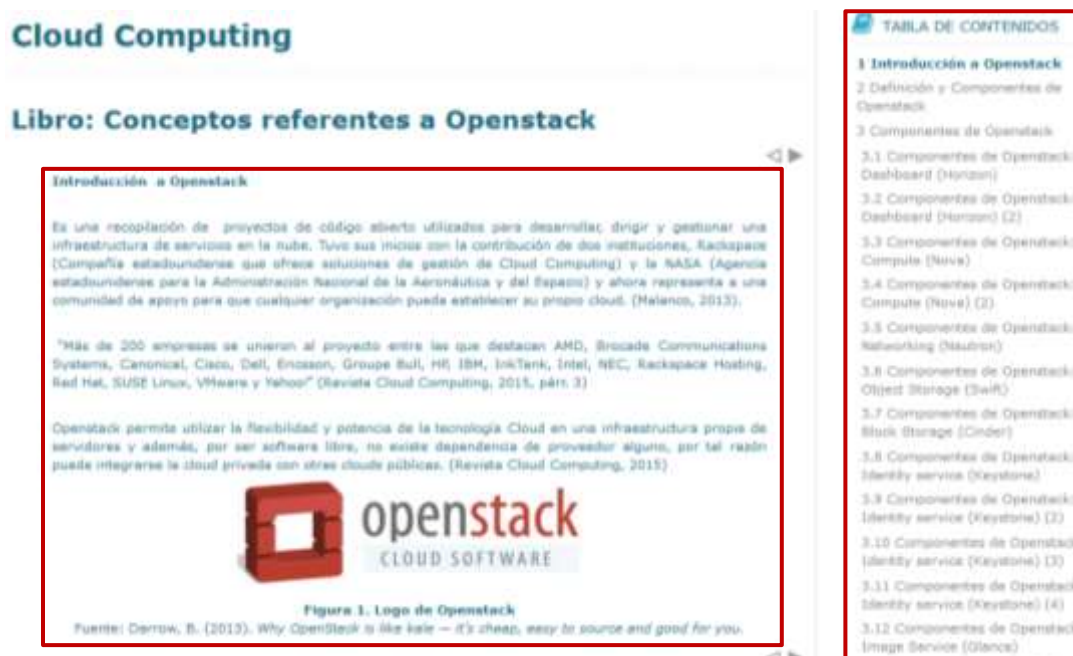 Cloud Computing
Libro: Conceptos referentes a Openstack
Introducción a Openstack
Es una recopilación de proyectos de código abierto utilizados para desarrollar, dirigir y gestionar una
infraestructura de servicios en la nube. Tuvo sus inicios con la contribución de dos instituciones, Rackspace
(Compañía estadounidense que ofrece soluciones de gestión de Cloud Computing) y la NASA (Agencia
estadounidense para la Administración Nacional de la Aeronáutica y del Espacio) y ahora representa a una
comunidad de apoyo para que cualquier organización pueda establecer su propio cloud. (Malenco, 2013).
"Más de 200 empresas se unieron al proyecto entre las que destacan AMD, Brocade Communications
Systems, Canonical, Cisco, Dell, Ericsson, Groupe Bull, HP, IBM, InkTank, Intel, NEC, Rackspace Hosting,
Red Hat, SUSE Linux, VMware y Yahoo!" (Revista Cloud Computing, 2015, párr. 3)
Openstack permite utilizar la flexibilidad y potencia de la tecnología Cloud en una infraestructura propia de
servidores y además, por ser software libre, no existe dependencia de proveedor alguno, por tal razón
puede integrarse la cloud privada con otras clouds públicas. (Revista Cloud Computing, 2015)
openstack
CLOUD SOFTWARE
Figura 1. Logo de Openstack
Fuente: Darrow, B. (2013). Why OpenStack is like kale — it's cheap, easy to source and good for you.
TABLA DE CONTENIDOS
1 Introducción a Openstack
2 Definición y Componentes de
Openstack
3 Componentes de Openstack
3.1 Componentes de Openstack:
Dashboard (Horizon)
3.2 Componentes de Openstack:
Dashboard (Horizon) (2)
3.3 Componentes de Openstack:
Compute (Nova)
3.4 Componentes de Openstack:
Compute (Nova) (2)
3.5 Componentes de Openstack:
Networking (Neutron)
3.6 Componentes de Openstack:
Object Storage (Swift)
3.7 Componentes de Openstack:
Block Storage (Cinder)
3.8 Componentes de Openstack:
Identity service (Keystone)
3.9 Componentes de Openstack:
Identity service (Keystone) (2)
3.10 Componentes de Openstack
Identity service (Keystone) (3)
3.11 Componentes de Openstack
Identity service (Keystone) (4)
3.12 Componentes de Openstack
Image Service (Glance)